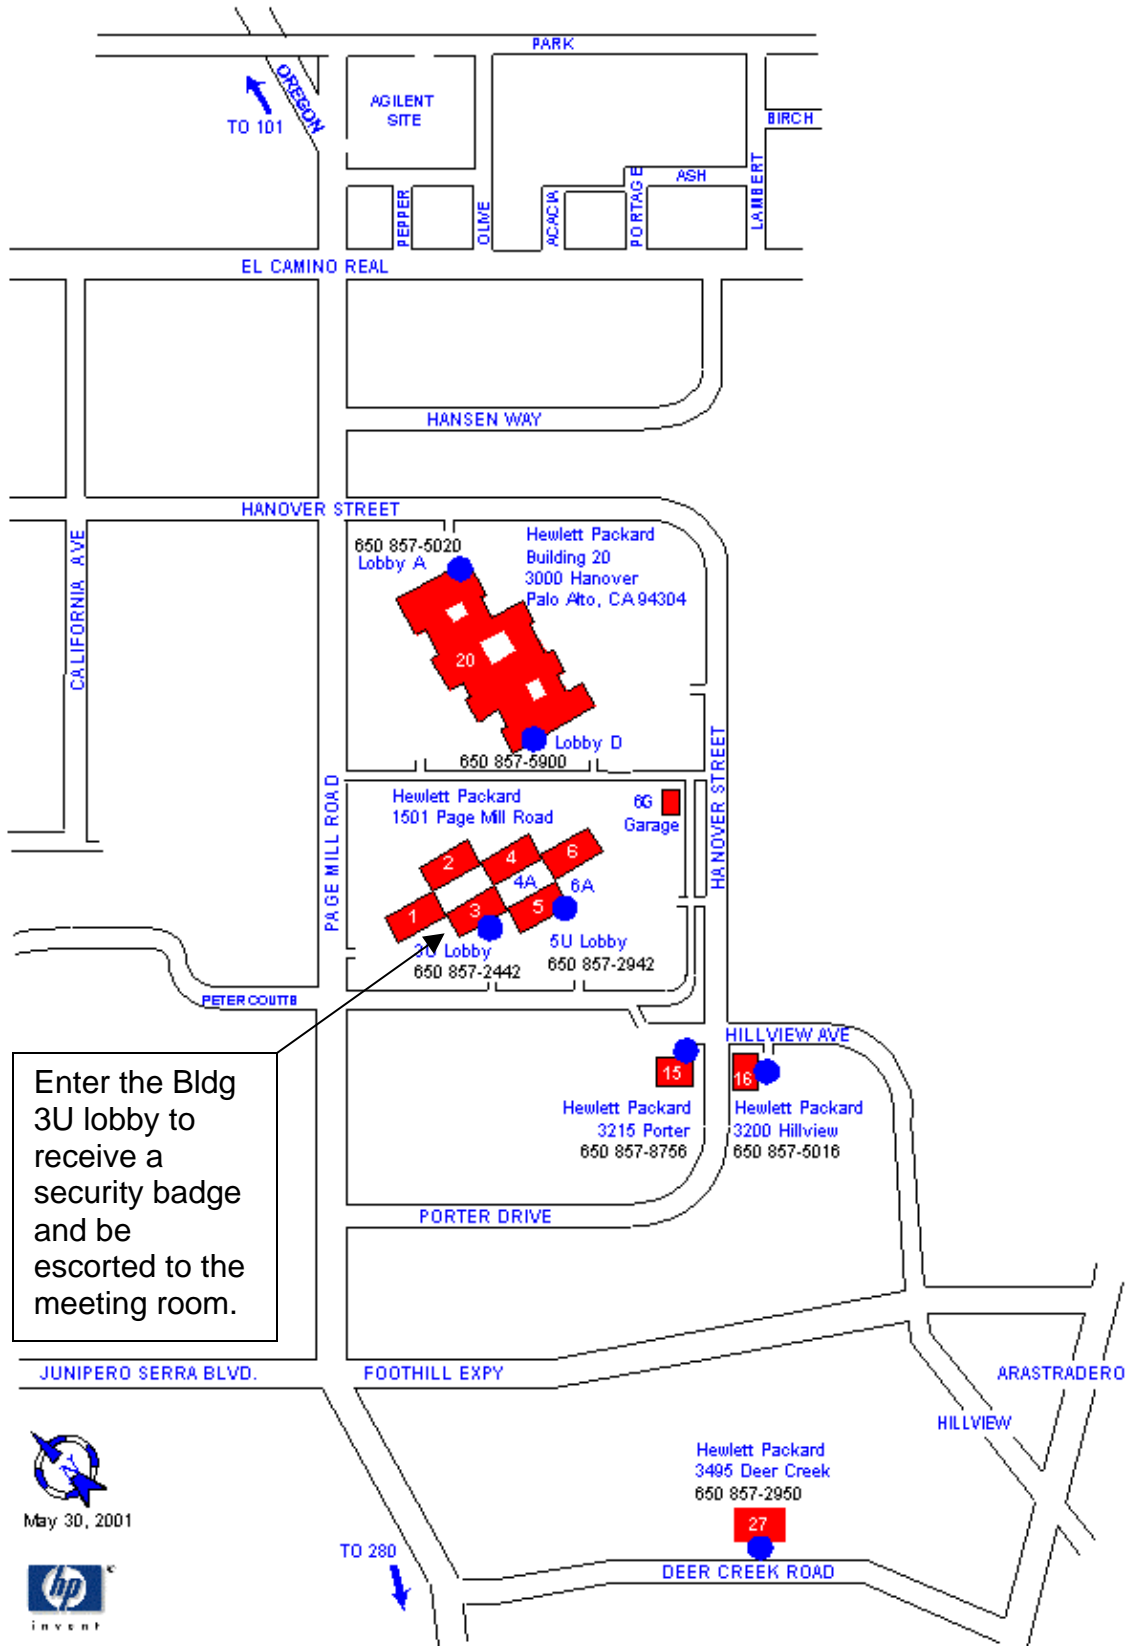 PARK
OREGON
TO 101
AGILENT
SITE
BIRCH
ASH
PEPPER
OLIVE
ACACIA
PORTAGE
LAMBERT
EL CAMINO REAL
HANSEN WAY
HANOVER STREET
CALIFORNIA AVE
650 857-5020
Lobby A
Hewlett Packard
Building 20
3000 Hanover
Palo Alto, CA 94304
20
Lobby D
650 857-5900
PAGE MILL ROAD
HANOVER STREET
Hewlett Packard
1501 Page Mill Road
6G
Garage
2
4
6
4A
6A
1
3
5
3U Lobby
650 857-2442
5U Lobby
650 857-2942
PETER COUTTS
HILLVIEW AVE
15
16
Hewlett Packard
3215 Porter
650 857-8756
Hewlett Packard
3200 Hillview
650 857-5016
Enter the Bldg
3U lobby to
receive a
security badge
and be
escorted to the
meeting room.
PORTER DRIVE
JUNIPERO SERRA BLVD.
FOOTHILL EXPY
ARASTRADERO
HILLVIEW
N
May 30, 2001
Hewlett Packard
3495 Deer Creek
650 857-2950
27
TO 280
DEER CREEK ROAD
hp
invent